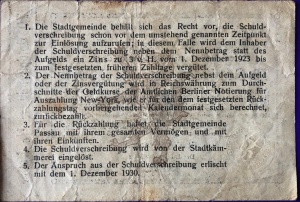 1. Die Stadtgemeinde behält sich das Recht vor, die Schuld-
verschreibung schon vor dem umstehend genannten Zeitpunkt
zur Einlösung aufzurufen; in diesem Falle wird dem Inhaber
der Schuldverschreibung neben dem Nennbetrag statt des
Aufgelds ein Zins zu 3 v. H. vom 1. Dezember 1923 bis
zum festgesetzten, früheren Zahltage vergütet.
2. Der Nennbetrag der Schuldverschreibung nebst dem Aufgeld
oder der Zinsvergütung wird in Reichswährung zum Durch-
schnitte der Geldkurse der Amtlichen Berliner Notierung für
Auszahlung New-York, wie er für den dem festgesetzten Rück-
zahlungstag vorhergehenden Kalendermonat sich berechnet,
zurückbezahlt.
3. Für die Rückzahlung haftet die Stadtgemeinde
Passau mit ihrem gesamten Vermögen und mit
ihren Einkünften.
4. Die Schuldverschreibung wird von der Stadtkäm-
merei eingelöst.
5. Der Anspruch aus der Schuldverschreibung erlischt
mit dem 1. Dezember 1930.